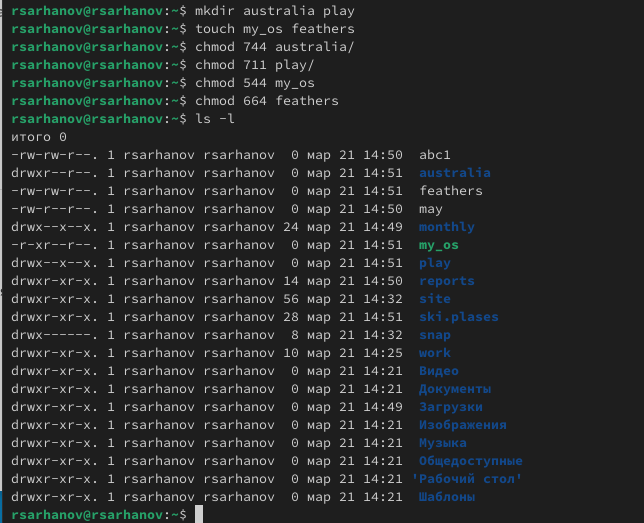 rsarhanov@rsarhanov:~$ mkdir australia play
rsarhanov@rsarhanov:~$ touch my_os feathers
rsarhanov@rsarhanov:~$ chmod 744 australia/
rsarhanov@rsarhanov:~$ chmod 711 play/
rsarhanov@rsarhanov:~$ chmod 544 my_os
rsarhanov@rsarhanov:~$ chmod 664 feathers
rsarhanov@rsarhanov:~$ ls -l
итого 0
-rw-rw-r--. 1 rsarhanov rsarhanov  0 мар 21 14:50  abc1
drwxr--r--. 1 rsarhanov rsarhanov  0 мар 21 14:51  australia
-rw-rw-r--. 1 rsarhanov rsarhanov  0 мар 21 14:51  feathers
-rw-r--r--. 1 rsarhanov rsarhanov  0 мар 21 14:50  may
drwx--x--x. 1 rsarhanov rsarhanov 24 мар 21 14:49  monthly
-r-xr--r--. 1 rsarhanov rsarhanov  0 мар 21 14:51  my_os
drwx--x--x. 1 rsarhanov rsarhanov  0 мар 21 14:51  play
drwxr-xr-x. 1 rsarhanov rsarhanov 14 мар 21 14:50  reports
drwxr-xr-x. 1 rsarhanov rsarhanov 56 мар 21 14:32  site
drwxr-xr-x. 1 rsarhanov rsarhanov 28 мар 21 14:51  ski.plases
drwx------. 1 rsarhanov rsarhanov  8 мар 21 14:32  snap
drwxr-xr-x. 1 rsarhanov rsarhanov 10 мар 21 14:25  work
drwxr-xr-x. 1 rsarhanov rsarhanov  0 мар 21 14:21  Видео
drwxr-xr-x. 1 rsarhanov rsarhanov  0 мар 21 14:21  Документы
drwxr-xr-x. 1 rsarhanov rsarhanov  0 мар 21 14:49  Загрузки
drwxr-xr-x. 1 rsarhanov rsarhanov  0 мар 21 14:21  Изображения
drwxr-xr-x. 1 rsarhanov rsarhanov  0 мар 21 14:21  Музыка
drwxr-xr-x. 1 rsarhanov rsarhanov  0 мар 21 14:21  Общедоступные
drwxr-xr-x. 1 rsarhanov rsarhanov  0 мар 21 14:21 'Рабочий стол'
drwxr-xr-x. 1 rsarhanov rsarhanov  0 мар 21 14:21  Шаблоны
rsarhanov@rsarhanov:~$